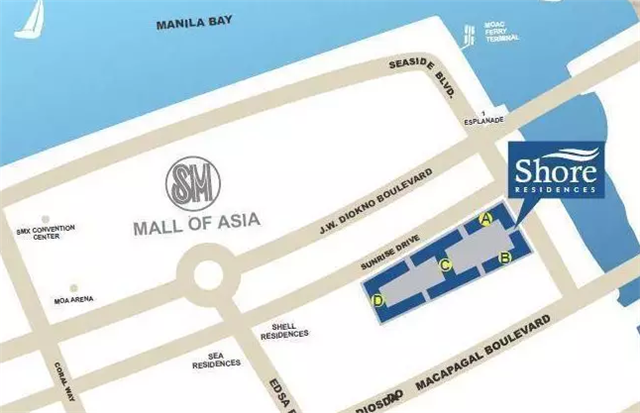 MANILA BAY
MOAC
FERRY
TERMINAL
SEASIDE BLVD.
1
ESPLANADE
Shore
RESIDENCES
SM
MALL OF ASIA
J.W. DIOKNO BOULEVARD
SMX CONVENTION
CENTER
SUNRISE DRIVE
A
B
C
D
MOA ARENA
SHELL
RESIDENCES
SEA
RESIDENCES
MACAPAGAL BOULEVARD
CORAL WAY
EDSA